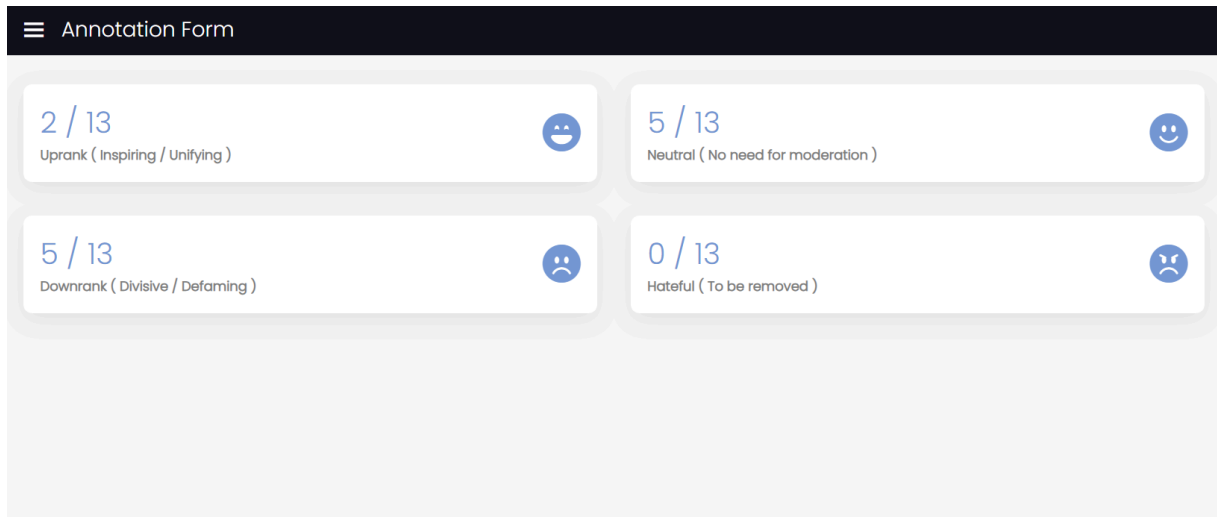 Annotation Form
2 / 13
Uprank ( Inspiring / Unifying )
5 / 13
Neutral ( No need for moderation )
5 / 13
Downrank ( Divisive / Defaming )
0 / 13
Hateful ( To be removed )